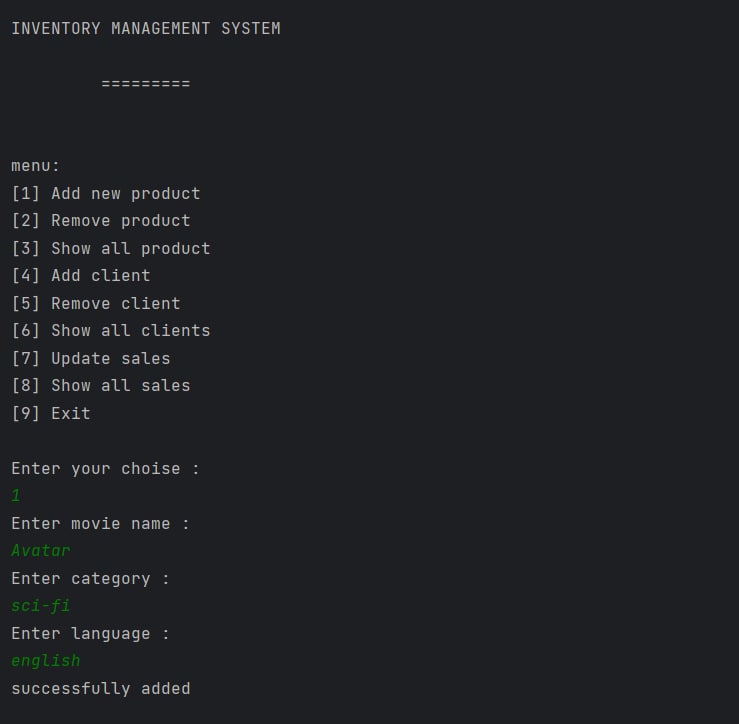 INVENTORY MANAGEMENT SYSTEM
=========
menu:
[1] Add new product
[2] Remove product
[3] Show all product
[4] Add client
[5] Remove client
[6] Show all clients
[7] Update sales
[8] Show all sales
[9] Exit
Enter your choise :
1
Enter movie name :
Avatar
Enter category :
sci-fi
Enter language :
english
successfully added